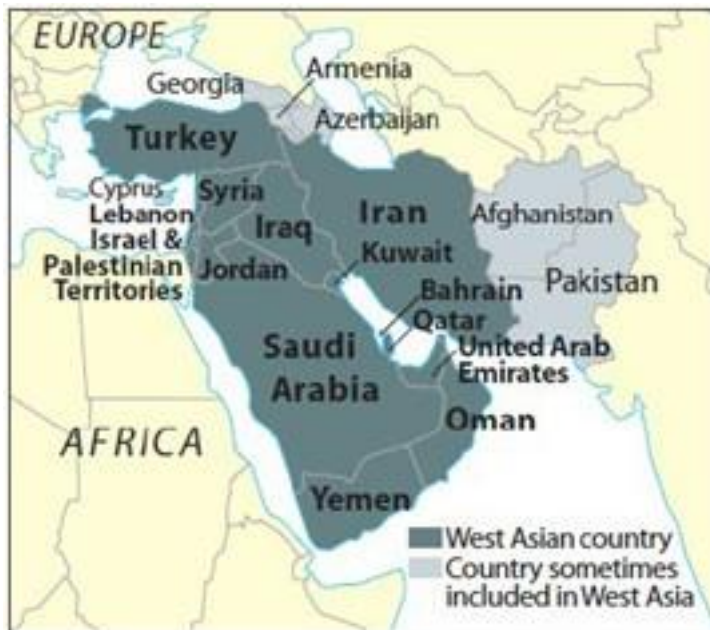 EUROPE
Georgia
Armenia
Azerbaijan
Turkey
Cyprus
Syria
Lebanon
Israel &
Palestinian
Territories
Iraq
Iran
Afghanistan
Jordan
Kuwait
Pakistan
Bahrain
Qatar
Saudi
Arabia
United Arab
Emirates
Oman
AFRICA
Yemen
West Asian country
Country sometimes
included in West Asia